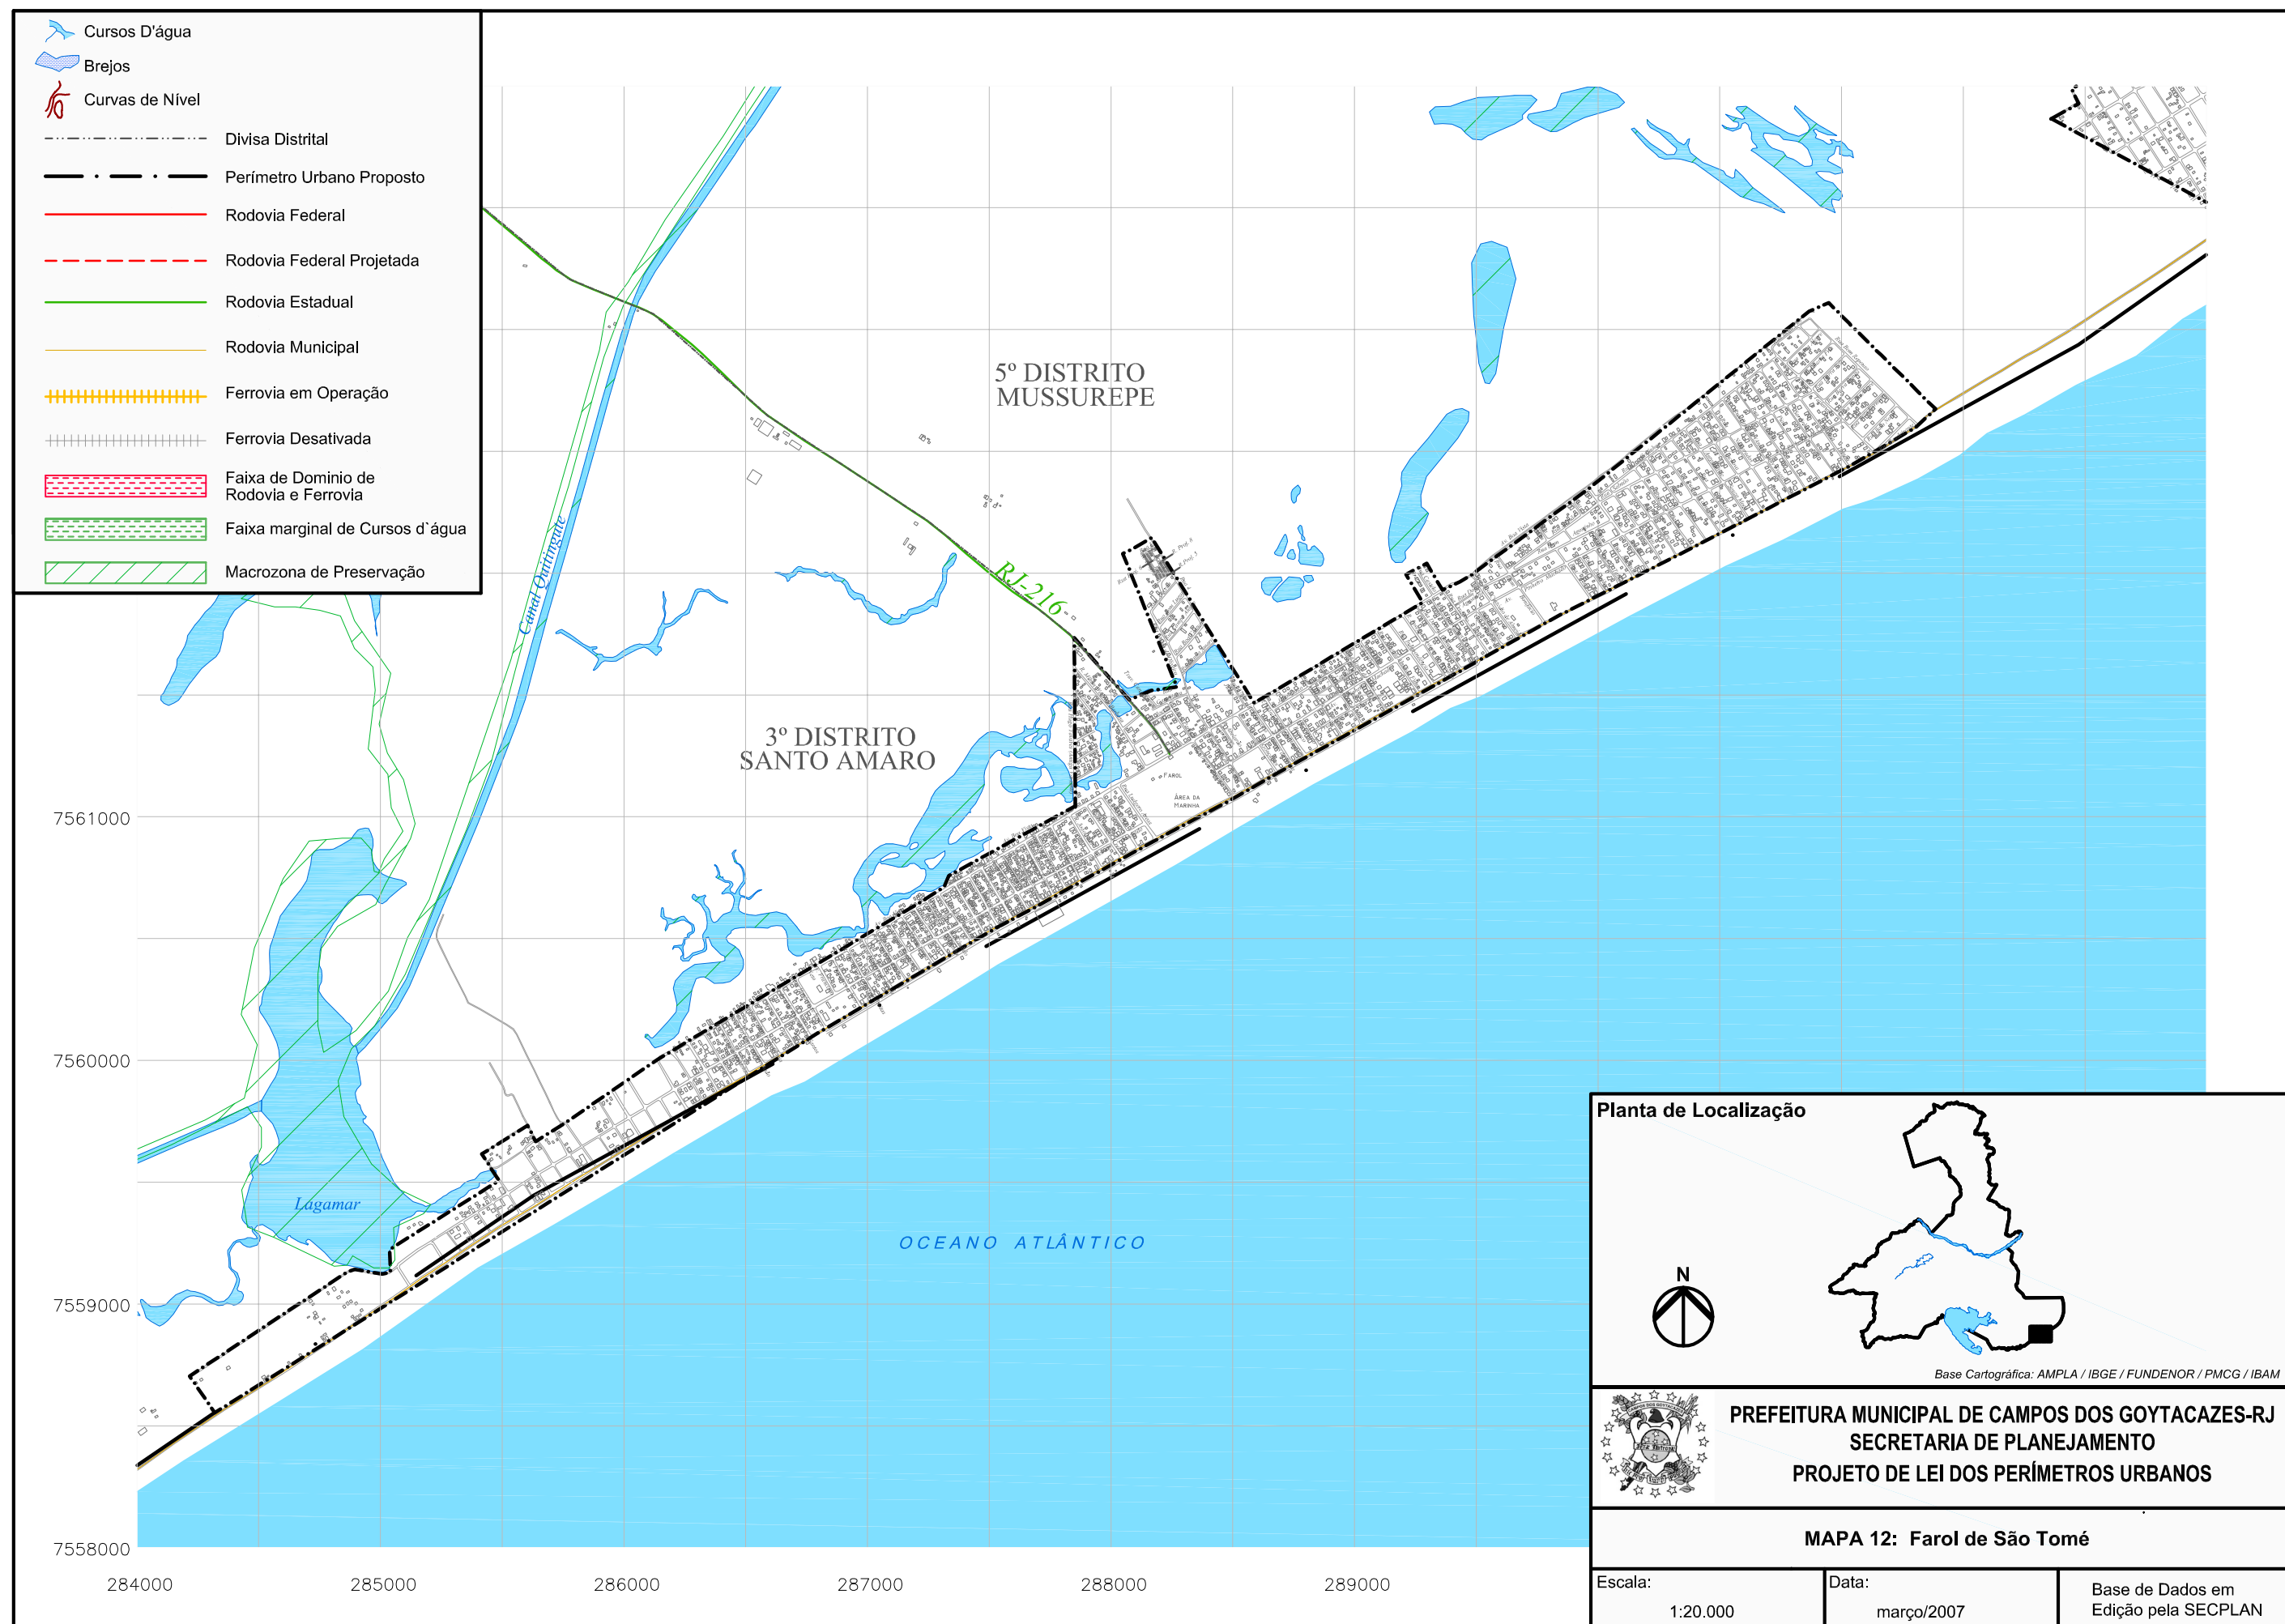 Cursos D'água
Brejos
Curvas de Nível
Divisa Distrital
Perímetro Urbano Proposto
Rodovia Federal
Rodovia Federal Projetada
Rodovia Estadual
Rodovia Municipal
Ferrovia em Operação
Ferrovia Desativada
Faixa de Dominio de
Rodovia e Ferrovia
Faixa marginal de Cursos d`água
Macrozona de Preservação
5º DISTRITO
MUSSUREPE
Canal Quitingute
RJ-216
3º DISTRITO
SANTO AMARO
FAROL
ÁREA DA
MARINHA
Lagamar
OCEANO ATLÂNTICO
7561000
7560000
7559000
7558000
284000
285000
286000
287000
288000
289000
Planta de Localização
N
Base Cartográfica: AMPLA / IBGE / FUNDENOR / PMCG / IBAM
PREFEITURA MUNICIPAL DE CAMPOS DOS GOYTACAZES-RJ
SECRETARIA DE PLANEJAMENTO
PROJETO DE LEI DOS PERÍMETROS URBANOS
MAPA 12: Farol de São Tomé
Escala:
1:20.000
Data:
março/2007
Base de Dados em
Edição pela SECPLAN